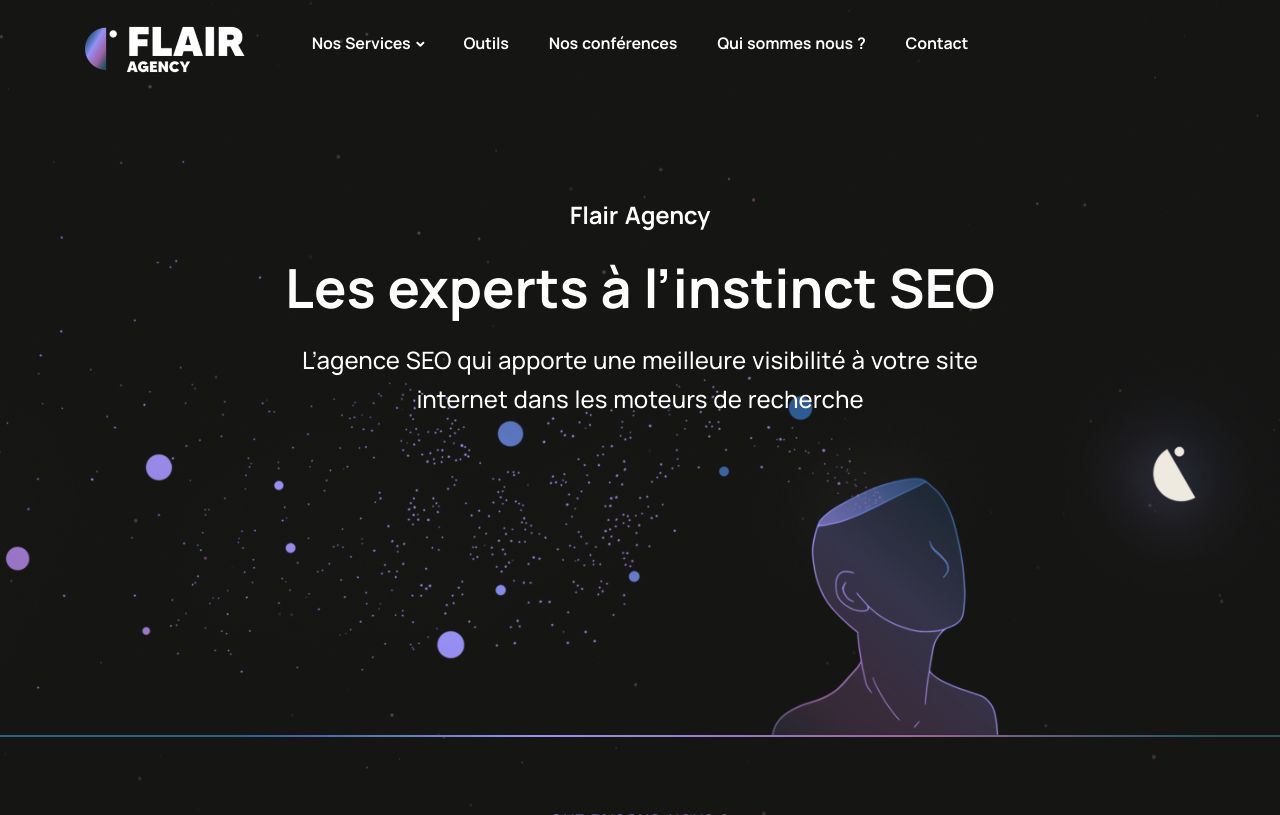 FLAIR
AGENCY
Nos Services
Outils
Nos conférences
Qui sommes nous ?
Contact
Flair Agency
Les experts à l’instinct SEO
L’agence SEO qui apporte une meilleure visibilité à votre site
internet dans les moteurs de recherche